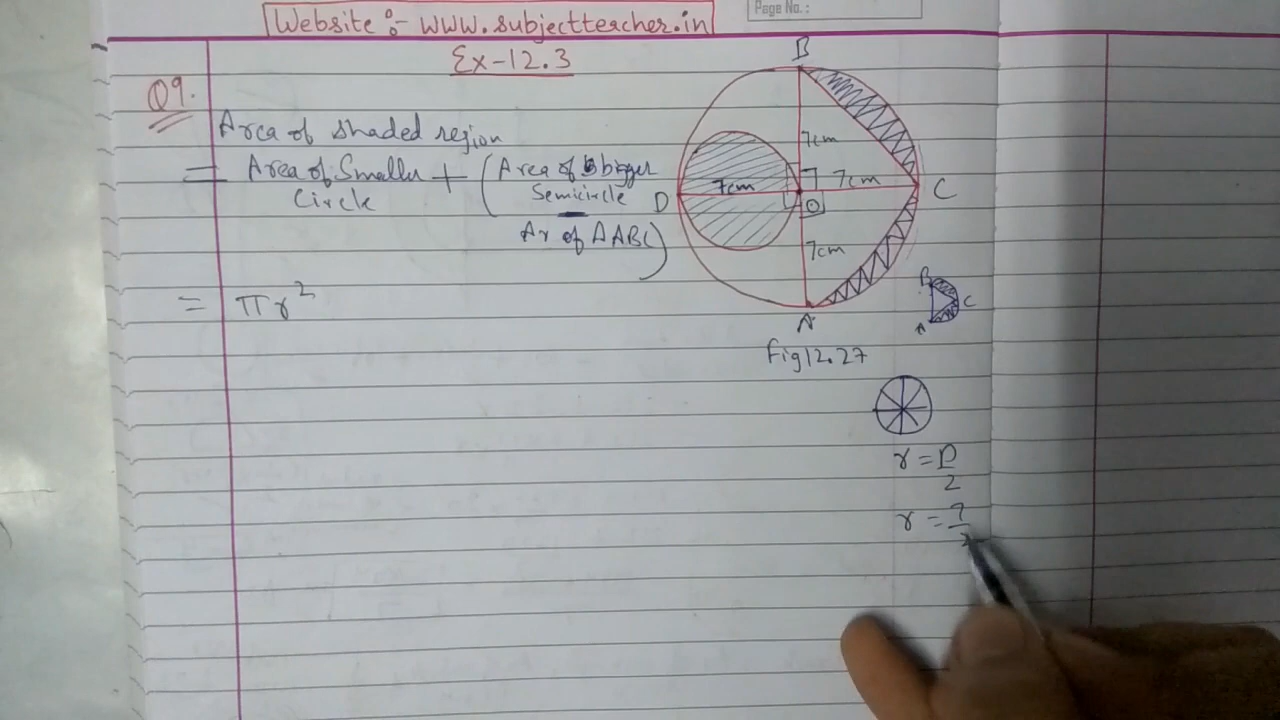 Website :- www.subjectteacher.in
Page No. :
Ex-12.3
Q9.
Area of shaded region
= Area of Smaller Circle + (Area of bigger Semicircle
- Ar of ΔABC)
= πr²
B
7cm
7cm
7cm
D
O
C
7cm
A
Fig 12.27
B
C
A
r = D/2
r = 7/2